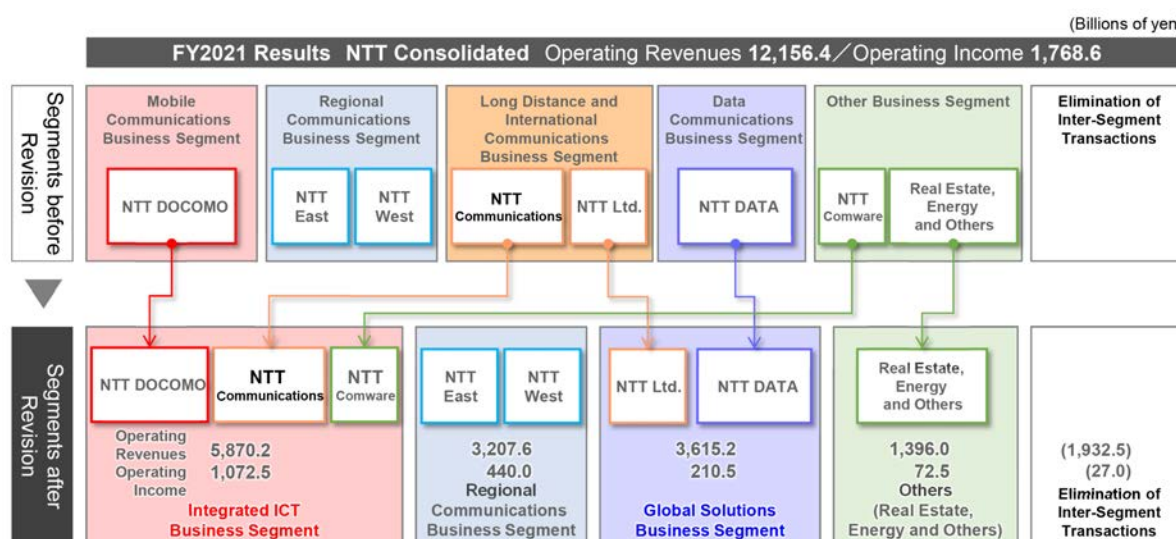 (Billions of yen
FY2021 Results NTT Consolidated Operating Revenues 12,156.4／Operating Income 1,768.6
Segments before
Revision
Mobile
Communications
Business Segment
NTT DOCOMO
Regional
Communications
Business Segment
NTT
East
NTT
West
Long Distance and
International
Communications
Business Segment
NTT
Communications
NTT Ltd.
Data
Communications
Business Segment
NTT DATA
Other Business Segment
NTT
Comware
Real Estate,
Energy
and Others
Elimination of
Inter-Segment
Transactions
Segments after
Revision
NTT DOCOMO
NTT
Communications
NTT
Comware
Operating
Revenues
5,870.2
Operating
Income
1,072.5
Integrated ICT
Business Segment
NTT
East
NTT
West
3,207.6
440.0
Regional
Communications
Business Segment
NTT Ltd.
NTT DATA
3,615.2
210.5
Global Solutions
Business Segment
Real Estate,
Energy
and Others
1,396.0
72.5
Others
(Real Estate,
Energy and Others)
(1,932.5)
(27.0)
Elimination of
Inter-Segment
Transactions